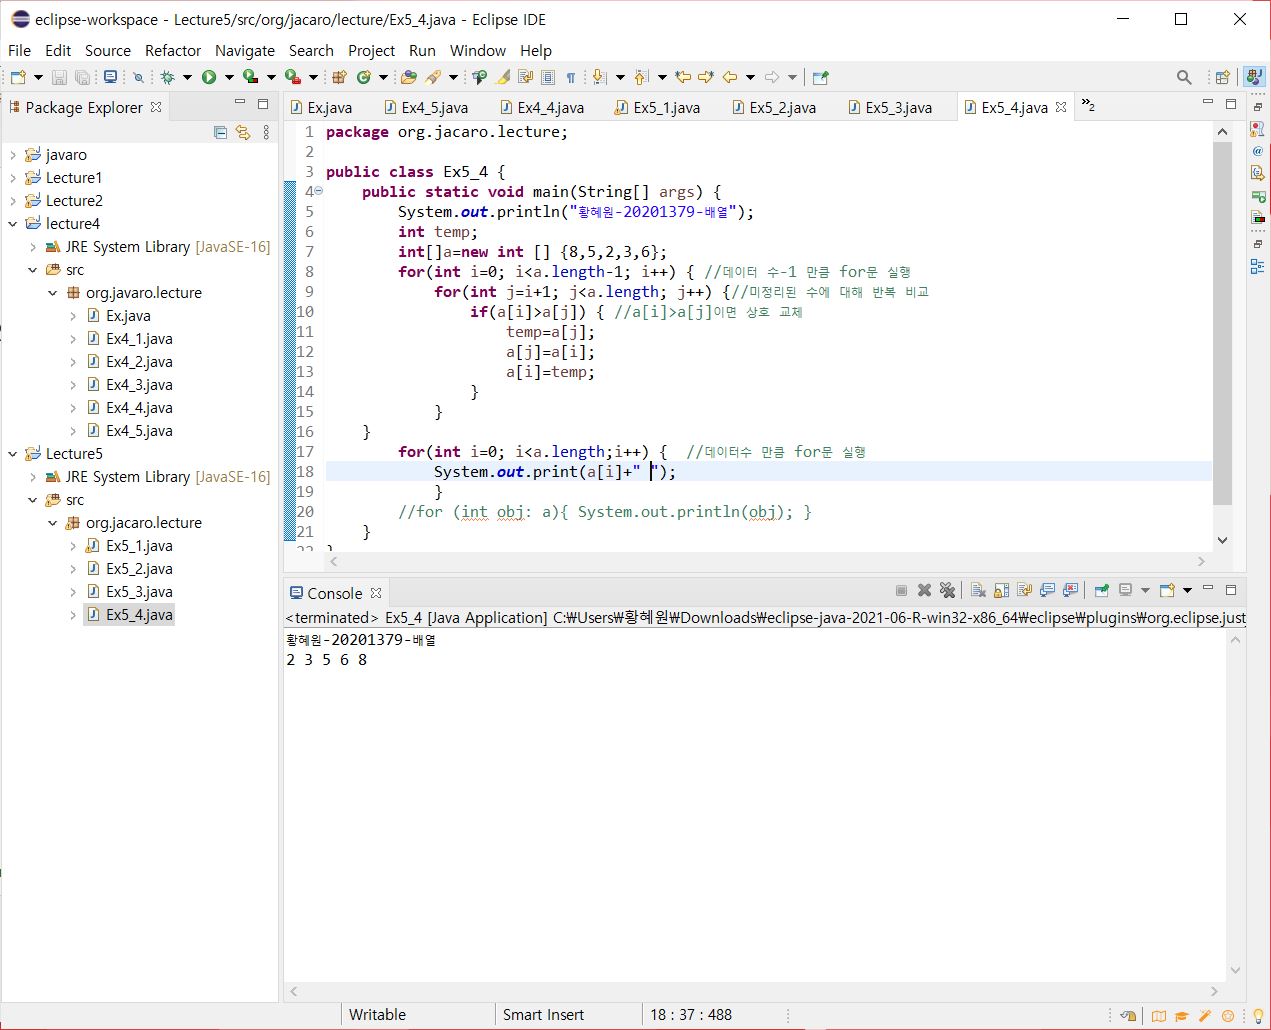 eclipse-workspace - Lecture5/src/org/jacaro/lecture/Ex5_4.java - Eclipse IDE
File Edit Source Refactor Navigate Search Project Run Window Help
Package Explorer
javaro
Lecture1
Lecture2
lecture4
JRE System Library [JavaSE-16]
src
org.javaro.lecture
Ex.java
Ex4_1.java
Ex4_2.java
Ex4_3.java
Ex4_4.java
Ex4_5.java
Lecture5
JRE System Library [JavaSE-16]
src
org.jacaro.lecture
Ex5_1.java
Ex5_2.java
Ex5_3.java
Ex5_4.java
Ex.java Ex4_5.java Ex4_4.java Ex5_1.java Ex5_2.java Ex5_3.java Ex5_4.java »2
1 package org.jacaro.lecture;
2
3 public class Ex5_4 {
4 public static void main(String[] args) {
5 System.out.println("황혜원-20201379-배열");
6 int temp;
7 int[]a=new int [] {8,5,2,3,6};
8 for(int i=0; i<a.length-1; i++) { //데이터 수-1 만큼 for문 실행
9 for(int j=i+1; j<a.length; j++) {//미정리된 수에 대해 반복 비교
10 if(a[i]>a[j]) { //a[i]>a[j]이면 상호 교체
11 temp=a[j];
12 a[j]=a[i];
13 a[i]=temp;
14 }
15 }
16 }
17 for(int i=0; i<a.length;i++) {  //데이터수 만큼 for문 실행
18 System.out.print(a[i]+" ");
19 }
20 //for (int obj: a){ System.out.println(obj); }
21 }
22 }
Console
<terminated> Ex5_4 [Java Application] C:₩Users₩황혜원₩Downloads₩eclipse-java-2021-06-R-win32-x86_64₩eclipse₩plugins₩org.eclipse.just
황혜원-20201379-배열
2 3 5 6 8
Writable Smart Insert 18 : 37 : 488